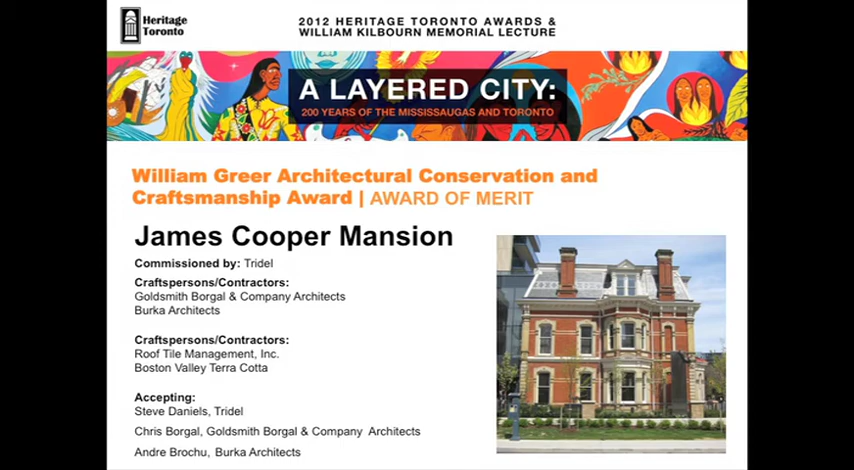 Heritage
Toronto
2012 HERITAGE TORONTO AWARDS &
WILLIAM KILBOURN MEMORIAL LECTURE
A LAYERED CITY:
200 YEARS OF THE MISSISSAUGAS AND TORONTO
William Greer Architectural Conservation and
Craftsmanship Award | AWARD OF MERIT
James Cooper Mansion
Commissioned by: Tridel
Craftspersons/Contractors:
Goldsmith Borgal & Company Architects
Burka Architects
Craftspersons/Contractors:
Roof Tile Management, Inc.
Boston Valley Terra Cotta
Accepting:
Steve Daniels, Tridel
Chris Borgal, Goldsmith Borgal & Company Architects
Andre Brochu, Burka Architects